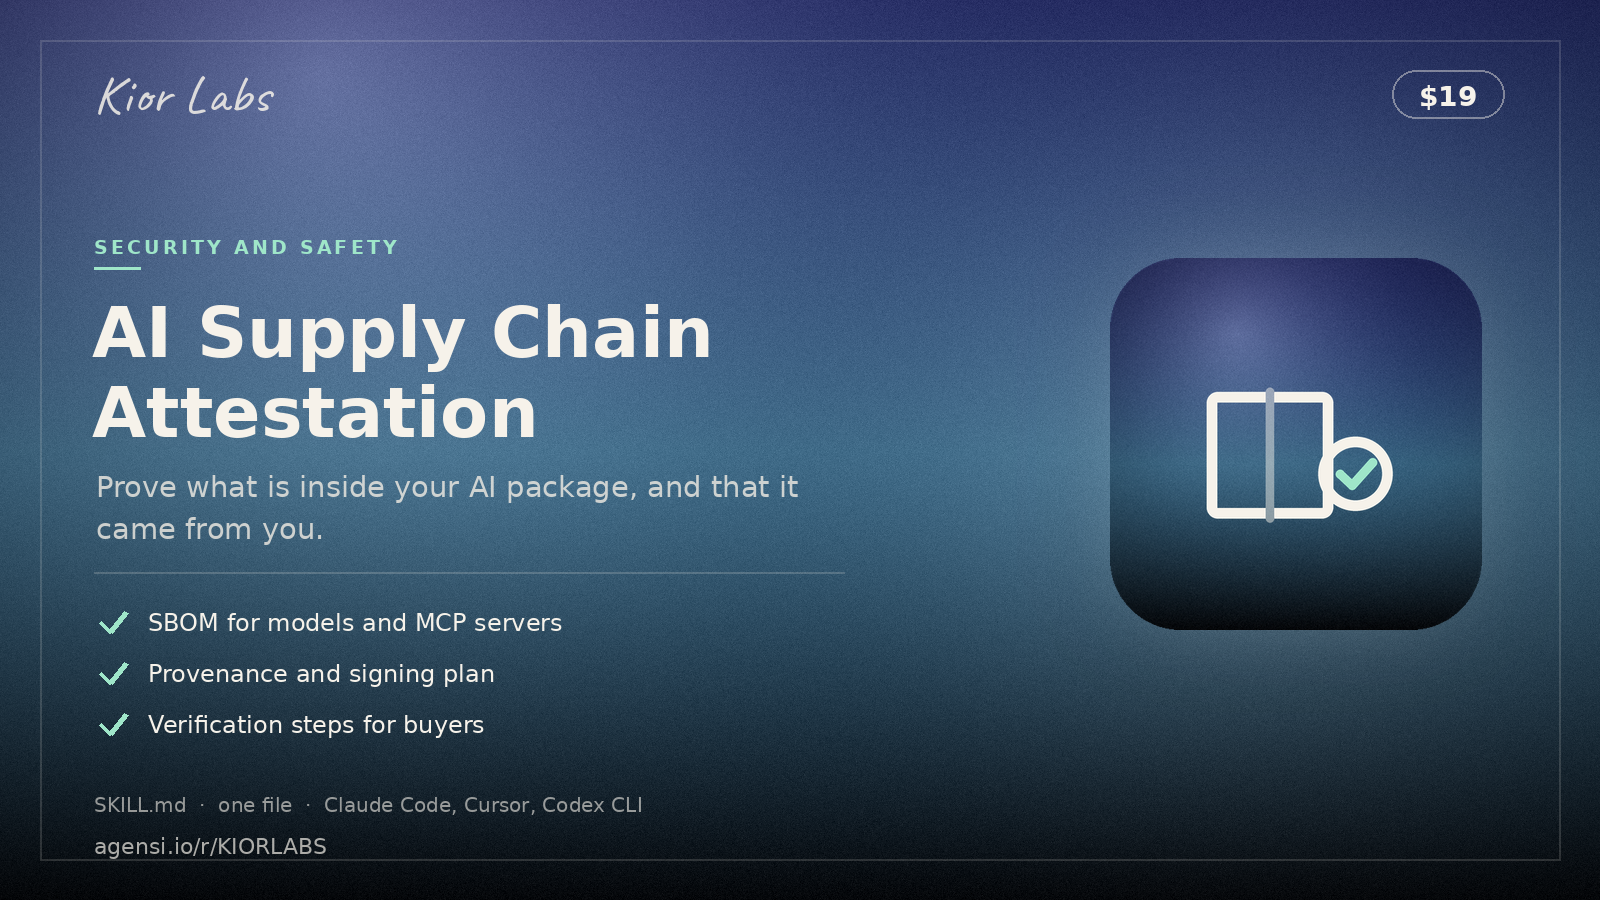 Kior Labs
$19
SECURITY AND SAFETY
AI Supply Chain
Attestation
Prove what is inside your AI package, and that it
came from you.
SBOM for models and MCP servers
Provenance and signing plan
Verification steps for buyers
SKILL.md · one file · Claude Code, Cursor, Codex CLI
agensi.io/r/KIORLABS